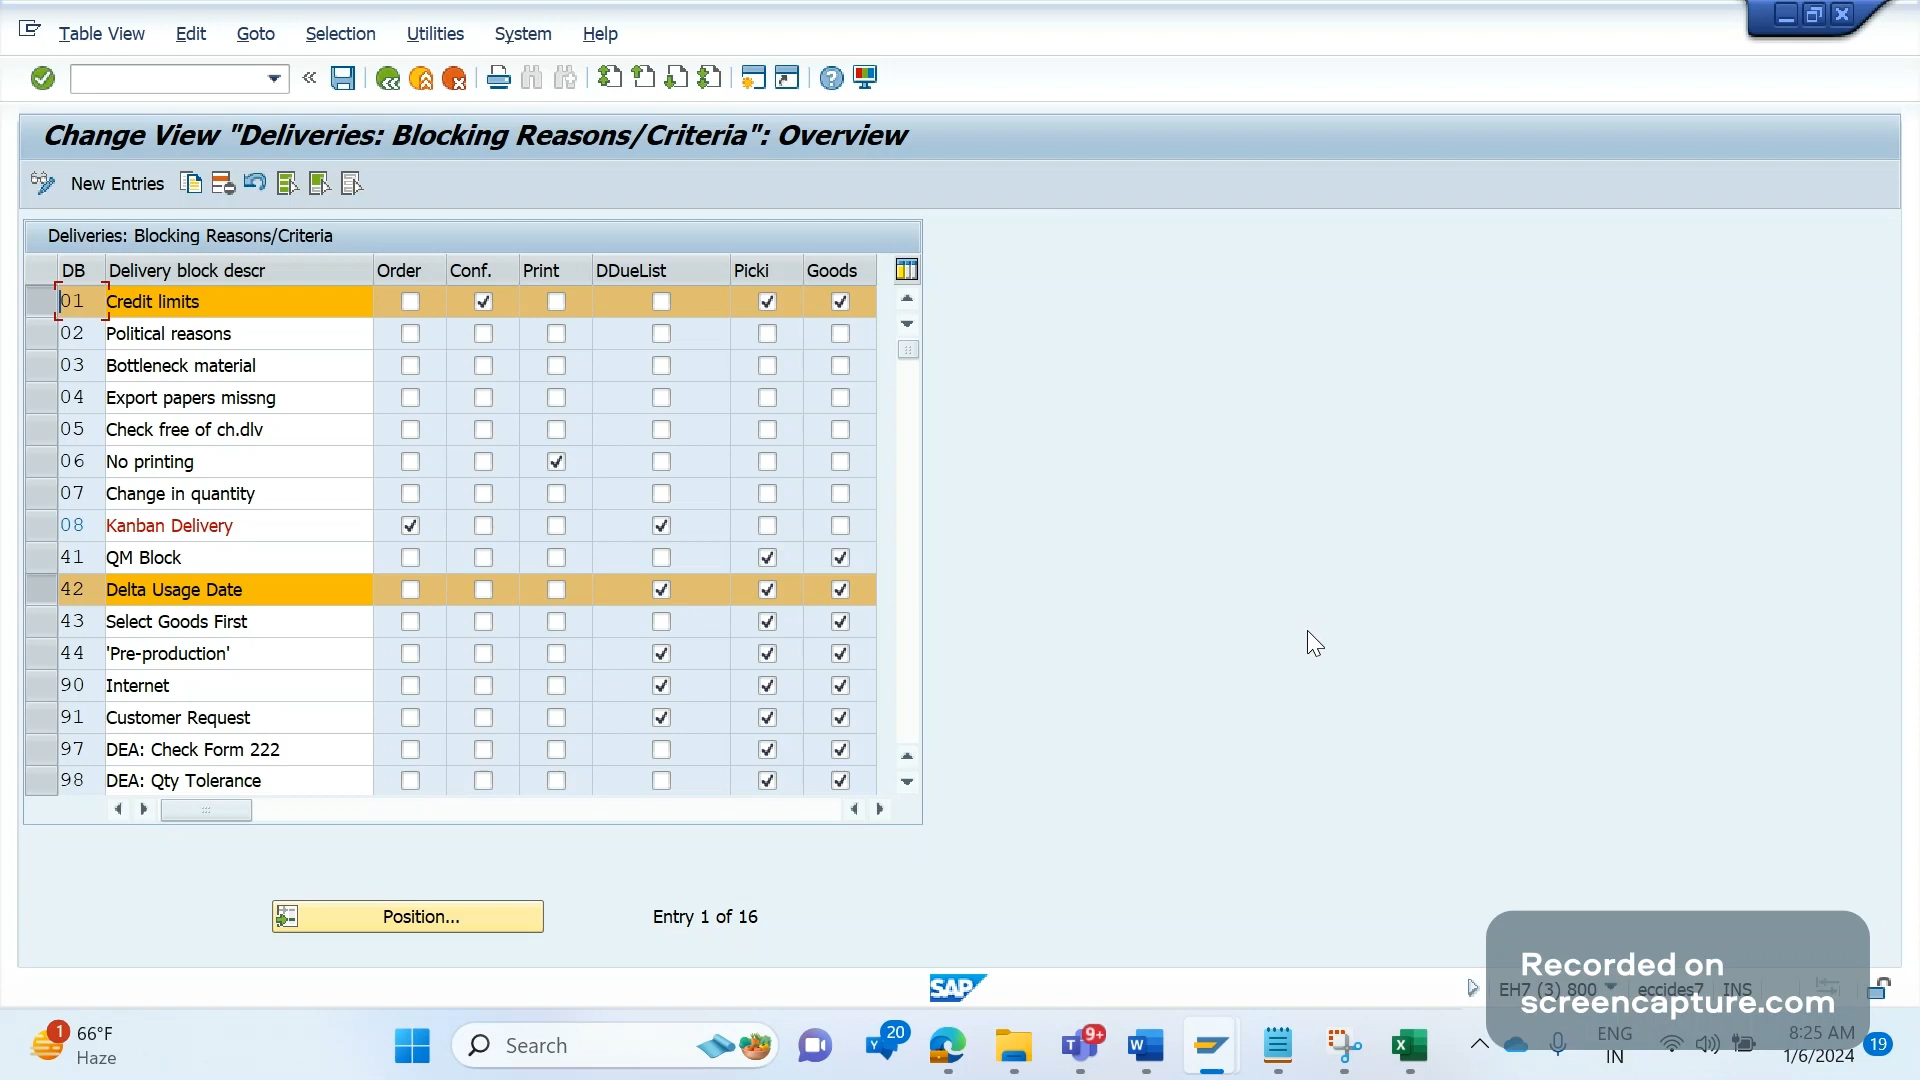 Table View Edit Goto Selection Utilities System Help
Change View "Deliveries: Blocking Reasons/Criteria": Overview
New Entries
Deliveries: Blocking Reasons/Criteria
DB Delivery block descr Order Conf. Print DDueList Picki Goods
01 Credit limits
02 Political reasons
03 Bottleneck material
04 Export papers missng
05 Check free of ch.dlv
06 No printing
07 Change in quantity
08 Kanban Delivery
41 QM Block
42 Delta Usage Date
43 Select Goods First
44 'Pre-production'
90 Internet
91 Customer Request
97 DEA: Check Form 222
98 DEA: Qty Tolerance
Position... Entry 1 of 16
SAP
EH7 (3) 800 eccides7 INS
Recorded on
screencapture.com
1 66°F
Haze
Search
20
9+
ENG
IN
8:25 AM
1/6/2024
19